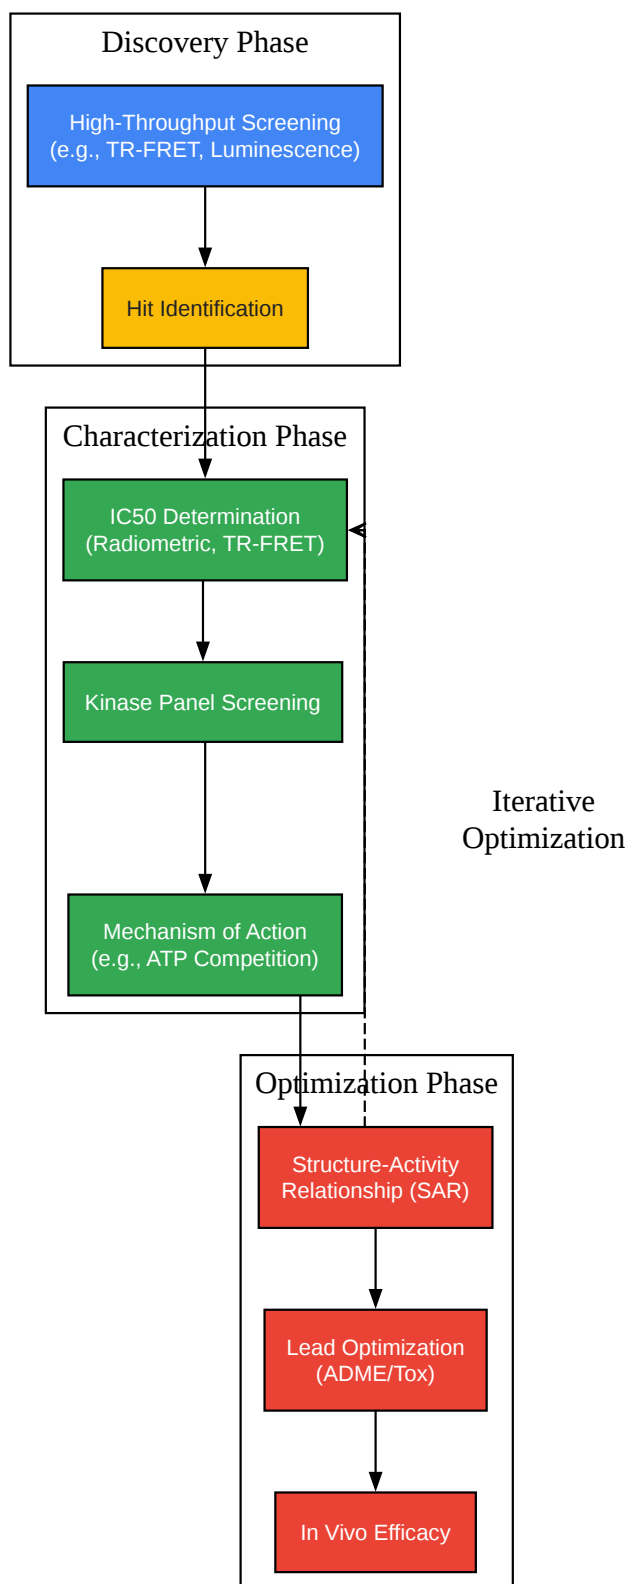 Discovery Phase
High-Throughput Screening
(e.g., TR-FRET, Luminescence)
Hit Identification
Characterization Phase
IC50 Determination
(Radiometric, TR-FRET)
Kinase Panel Screening
Iterative
Optimization
Mechanism of Action
(e.g., ATP Competition)
Optimization Phase
Structure-Activity
Relationship (SAR)
Lead Optimization
(ADME/Tox)
In Vivo Efficacy